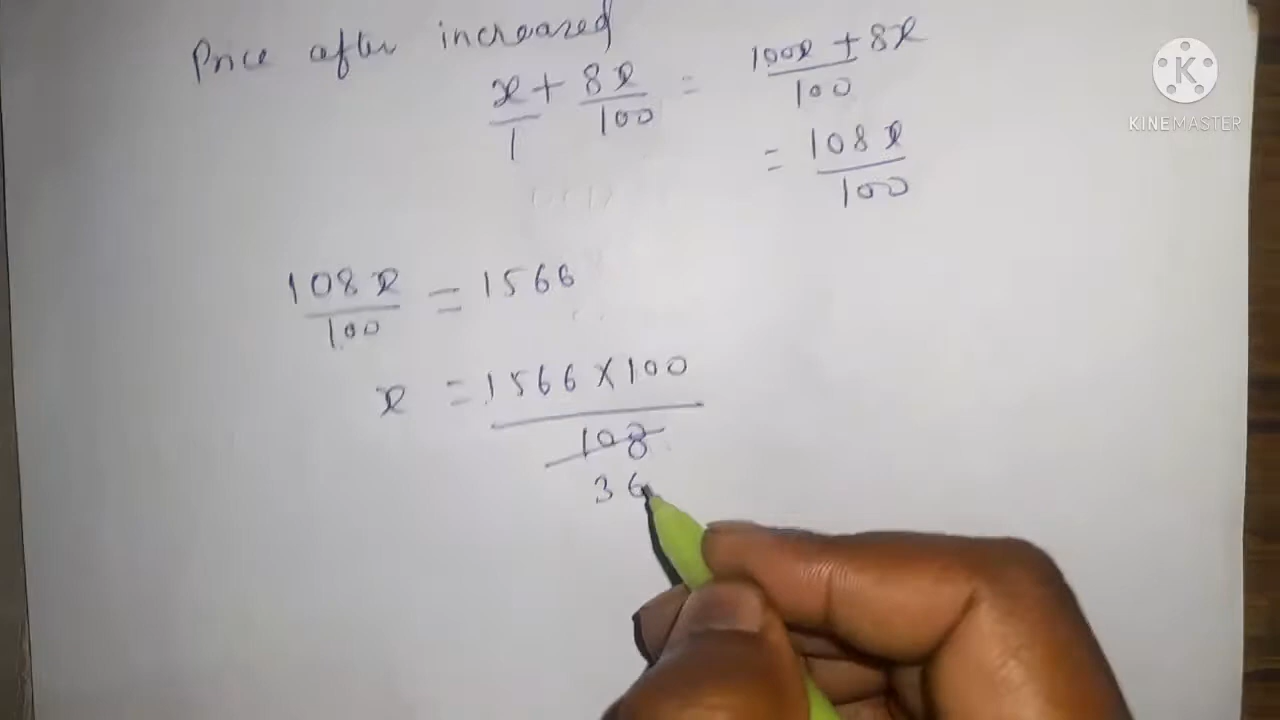 Price after increased
x/1 + 8x/100 = 100x + 8x/100
= 108x/100
108x/100 = 1566
x = 1566 × 100/108
36
K
KINEMASTER